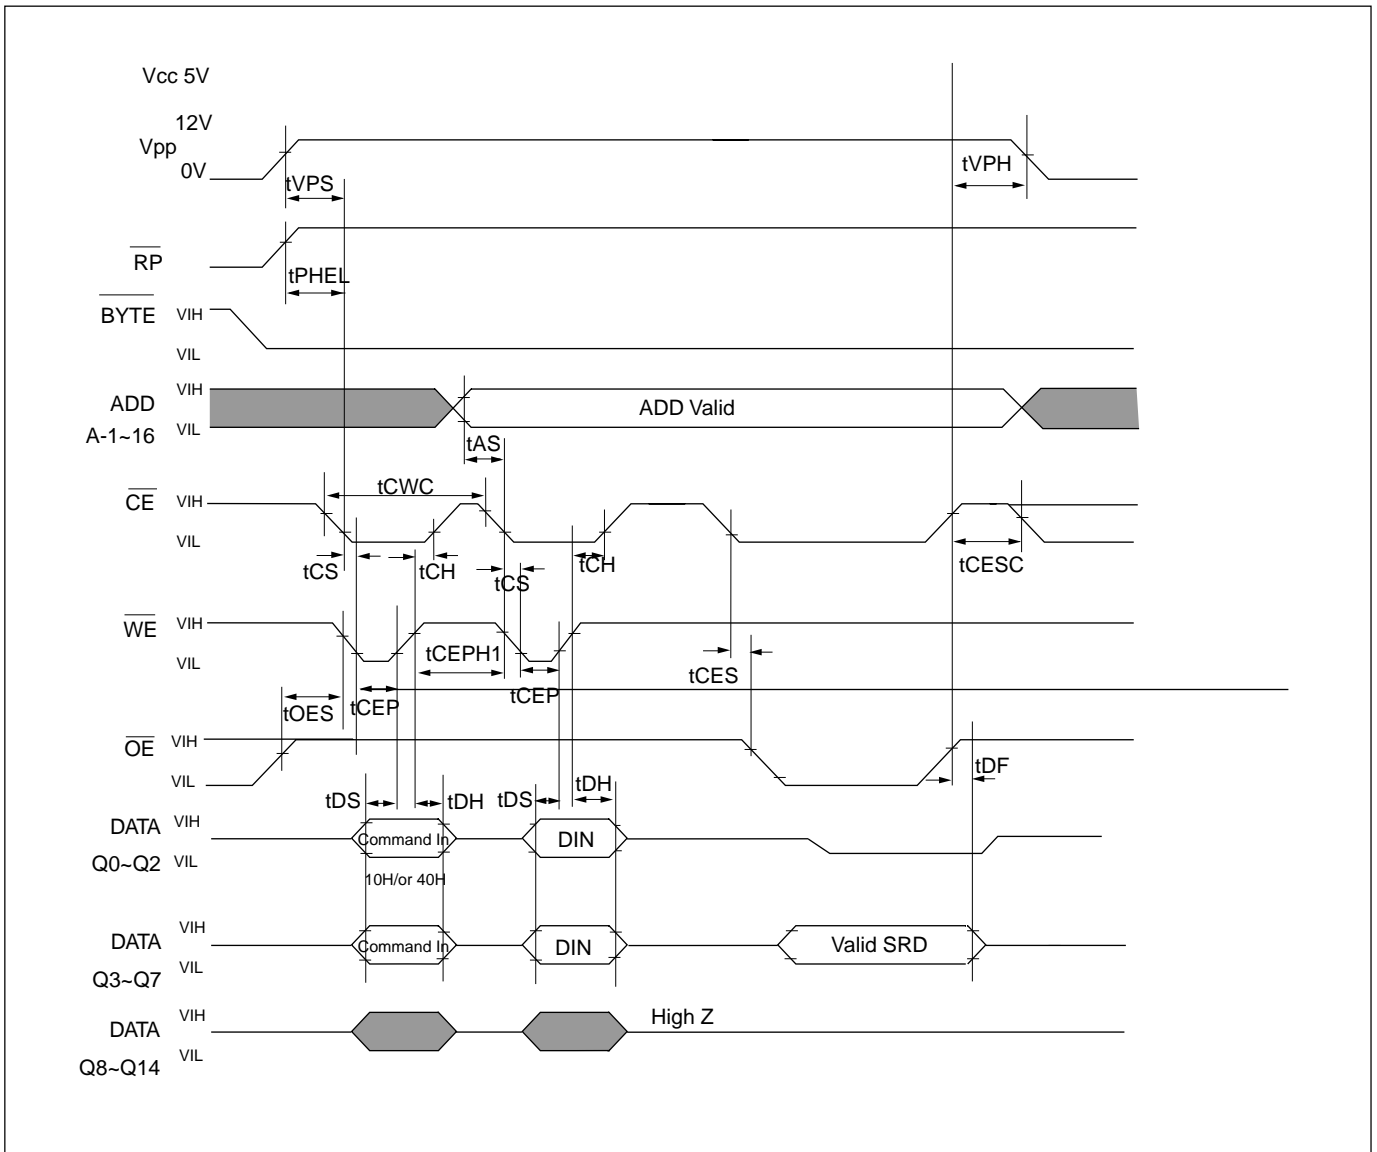 Vcc 5V
12V
Vpp
0V
tVPS
tVPH
RP
tPHEL
BYTE VIH
VIL
ADD VIH
ADD Valid
A-1~16 VIL
tAS
CE VIH
tCWC
VIL
tCS
tCH
tCS
tCH
tCESC
WE VIH
VIL
tCEPH1
tCES
tOES
tCEP
tCEP
OE VIH
VIL
tDF
tDS
tDH
tDS
tDH
DATA VIH
Command In
DIN
Q0~Q2 VIL
10H/or 40H
DATA VIH
Command In
DIN
Valid SRD
Q3~Q7 VIL
DATA VIH
High Z
Q8~Q14 VIL